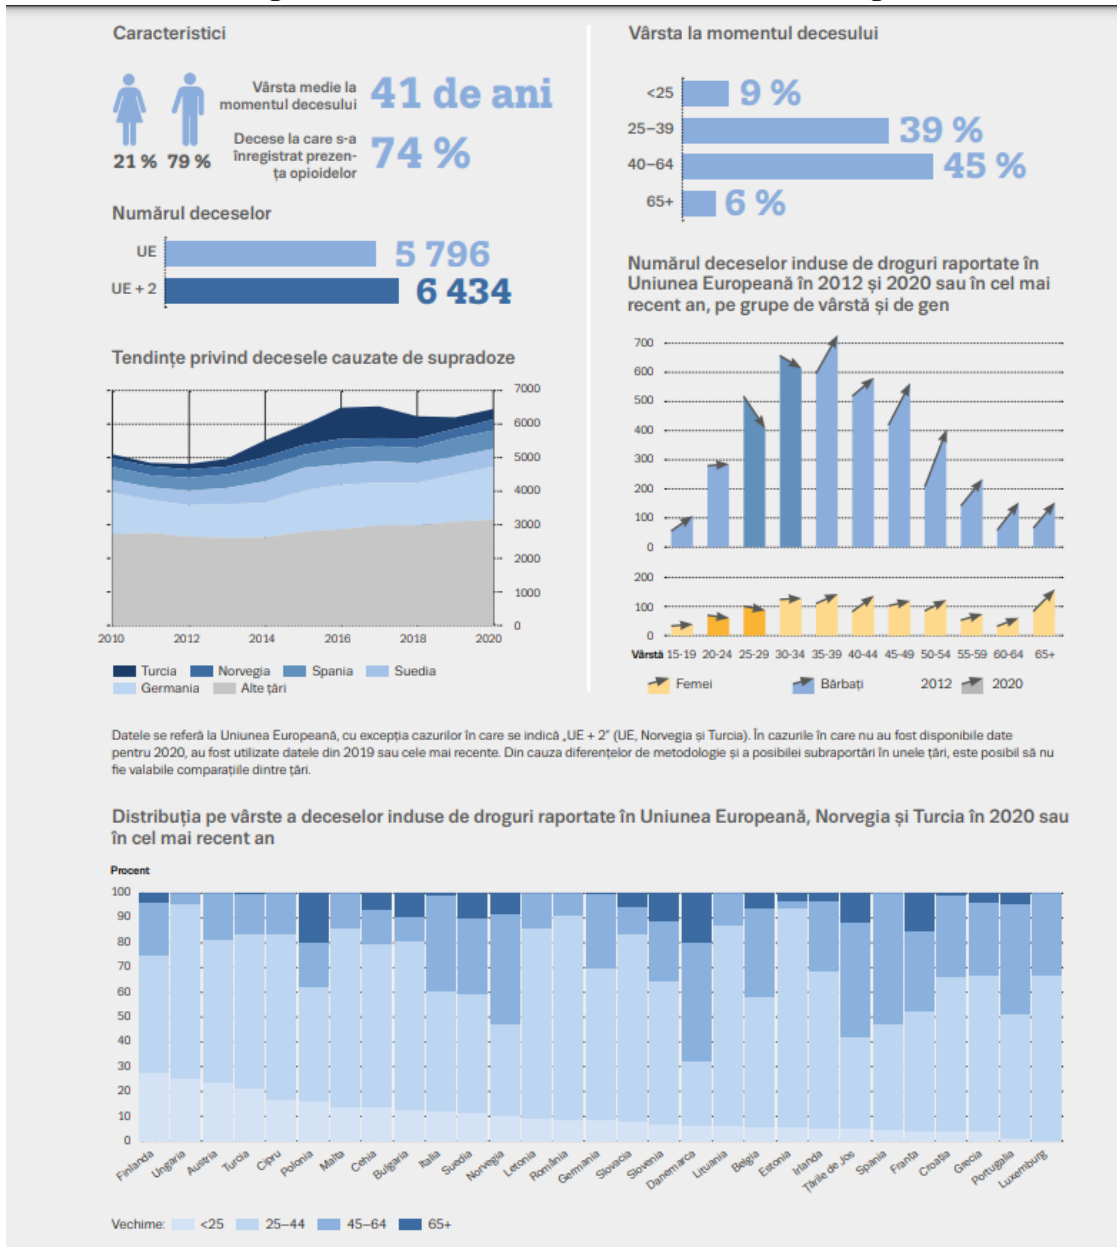 Caracteristici
21 % 79 %
Vârsta medie la
momentul decesului
41 de ani
Decese la care s-a
înregistrat prezen-
ța opioidelor
74 %
Numărul deceselor
UE
5 796
UE + 2
6 434
Tendințe privind decesele cauzate de supradoze
7000
6000
5000
4000
3000
2000
1000
0
2010 2012 2014 2016 2018 2020
Turcia Norvegia Spania Suedia
Germania Alte țări
Vârsta la momentul decesului
<25 9 %
25–39 39 %
40–64 45 %
65+ 6 %
Numărul deceselor induse de droguri raportate în
Uniunea Europeană în 2012 și 2020 sau în cel mai
recent an, pe grupe de vârstă și de gen
700
600
500
400
300
200
100
0
200
100
0
Vârstă 15-19 20-24 25-29 30-34 35-39 40-44 45-49 50-54 55-59 60-64 65+
Femei Bărbați 2012 2020
Datele se referă la Uniunea Europeană, cu excepția cazurilor în care se indică „UE + 2” (UE, Norvegia și Turcia). În cazurile în care nu au fost disponibile date
pentru 2020, au fost utilizate datele din 2019 sau cele mai recente. Din cauza diferențelor de metodologie și a posibilei subraportări în unele țări, este posibil să nu
fie valabile comparațiile dintre țări.
Distribuția pe vârste a deceselor induse de droguri raportate în Uniunea Europeană, Norvegia și Turcia în 2020 sau
în cel mai recent an
Procent
100
90
80
70
60
50
40
30
20
10
0
Finlanda Ungaria Austria Turcia Cipru Polonia Malta Cehia Bulgaria Italia Suedia Norvegia Letonia România Germania Slovacia Slovenia Danemarca Lituania Belgia Estonia Irlanda Țările de Jos Spania Franța Croația Grecia Portugalia Luxemburg
Vechime: <25 25–44 45–64 65+